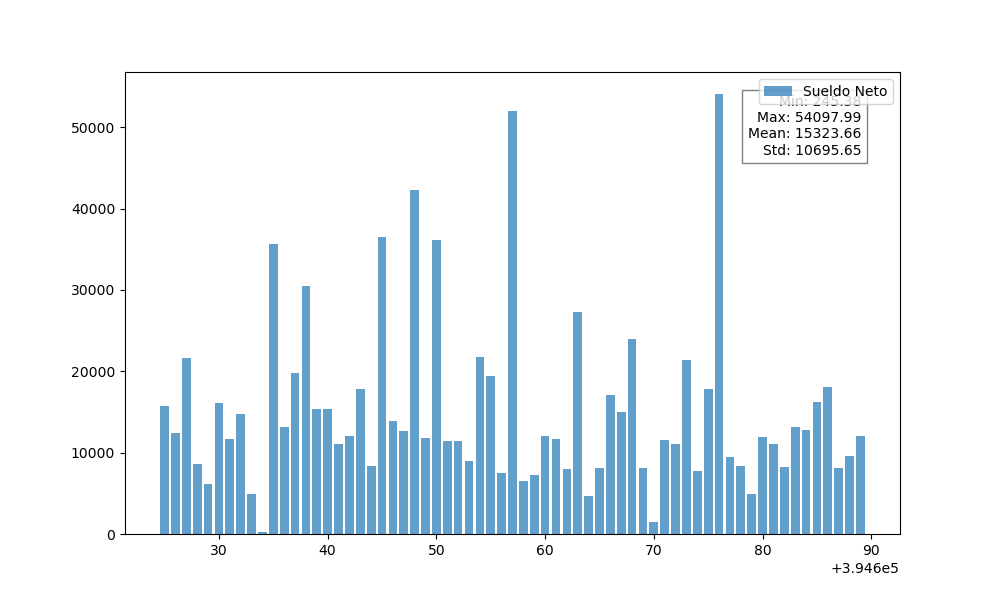 Sueldo Neto
Min: 245.38
Max: 54097.99
Mean: 15323.66
Std: 10695.65
50000
40000
30000
20000
10000
0
30 40 50 60 70 80 90
+3.946e5